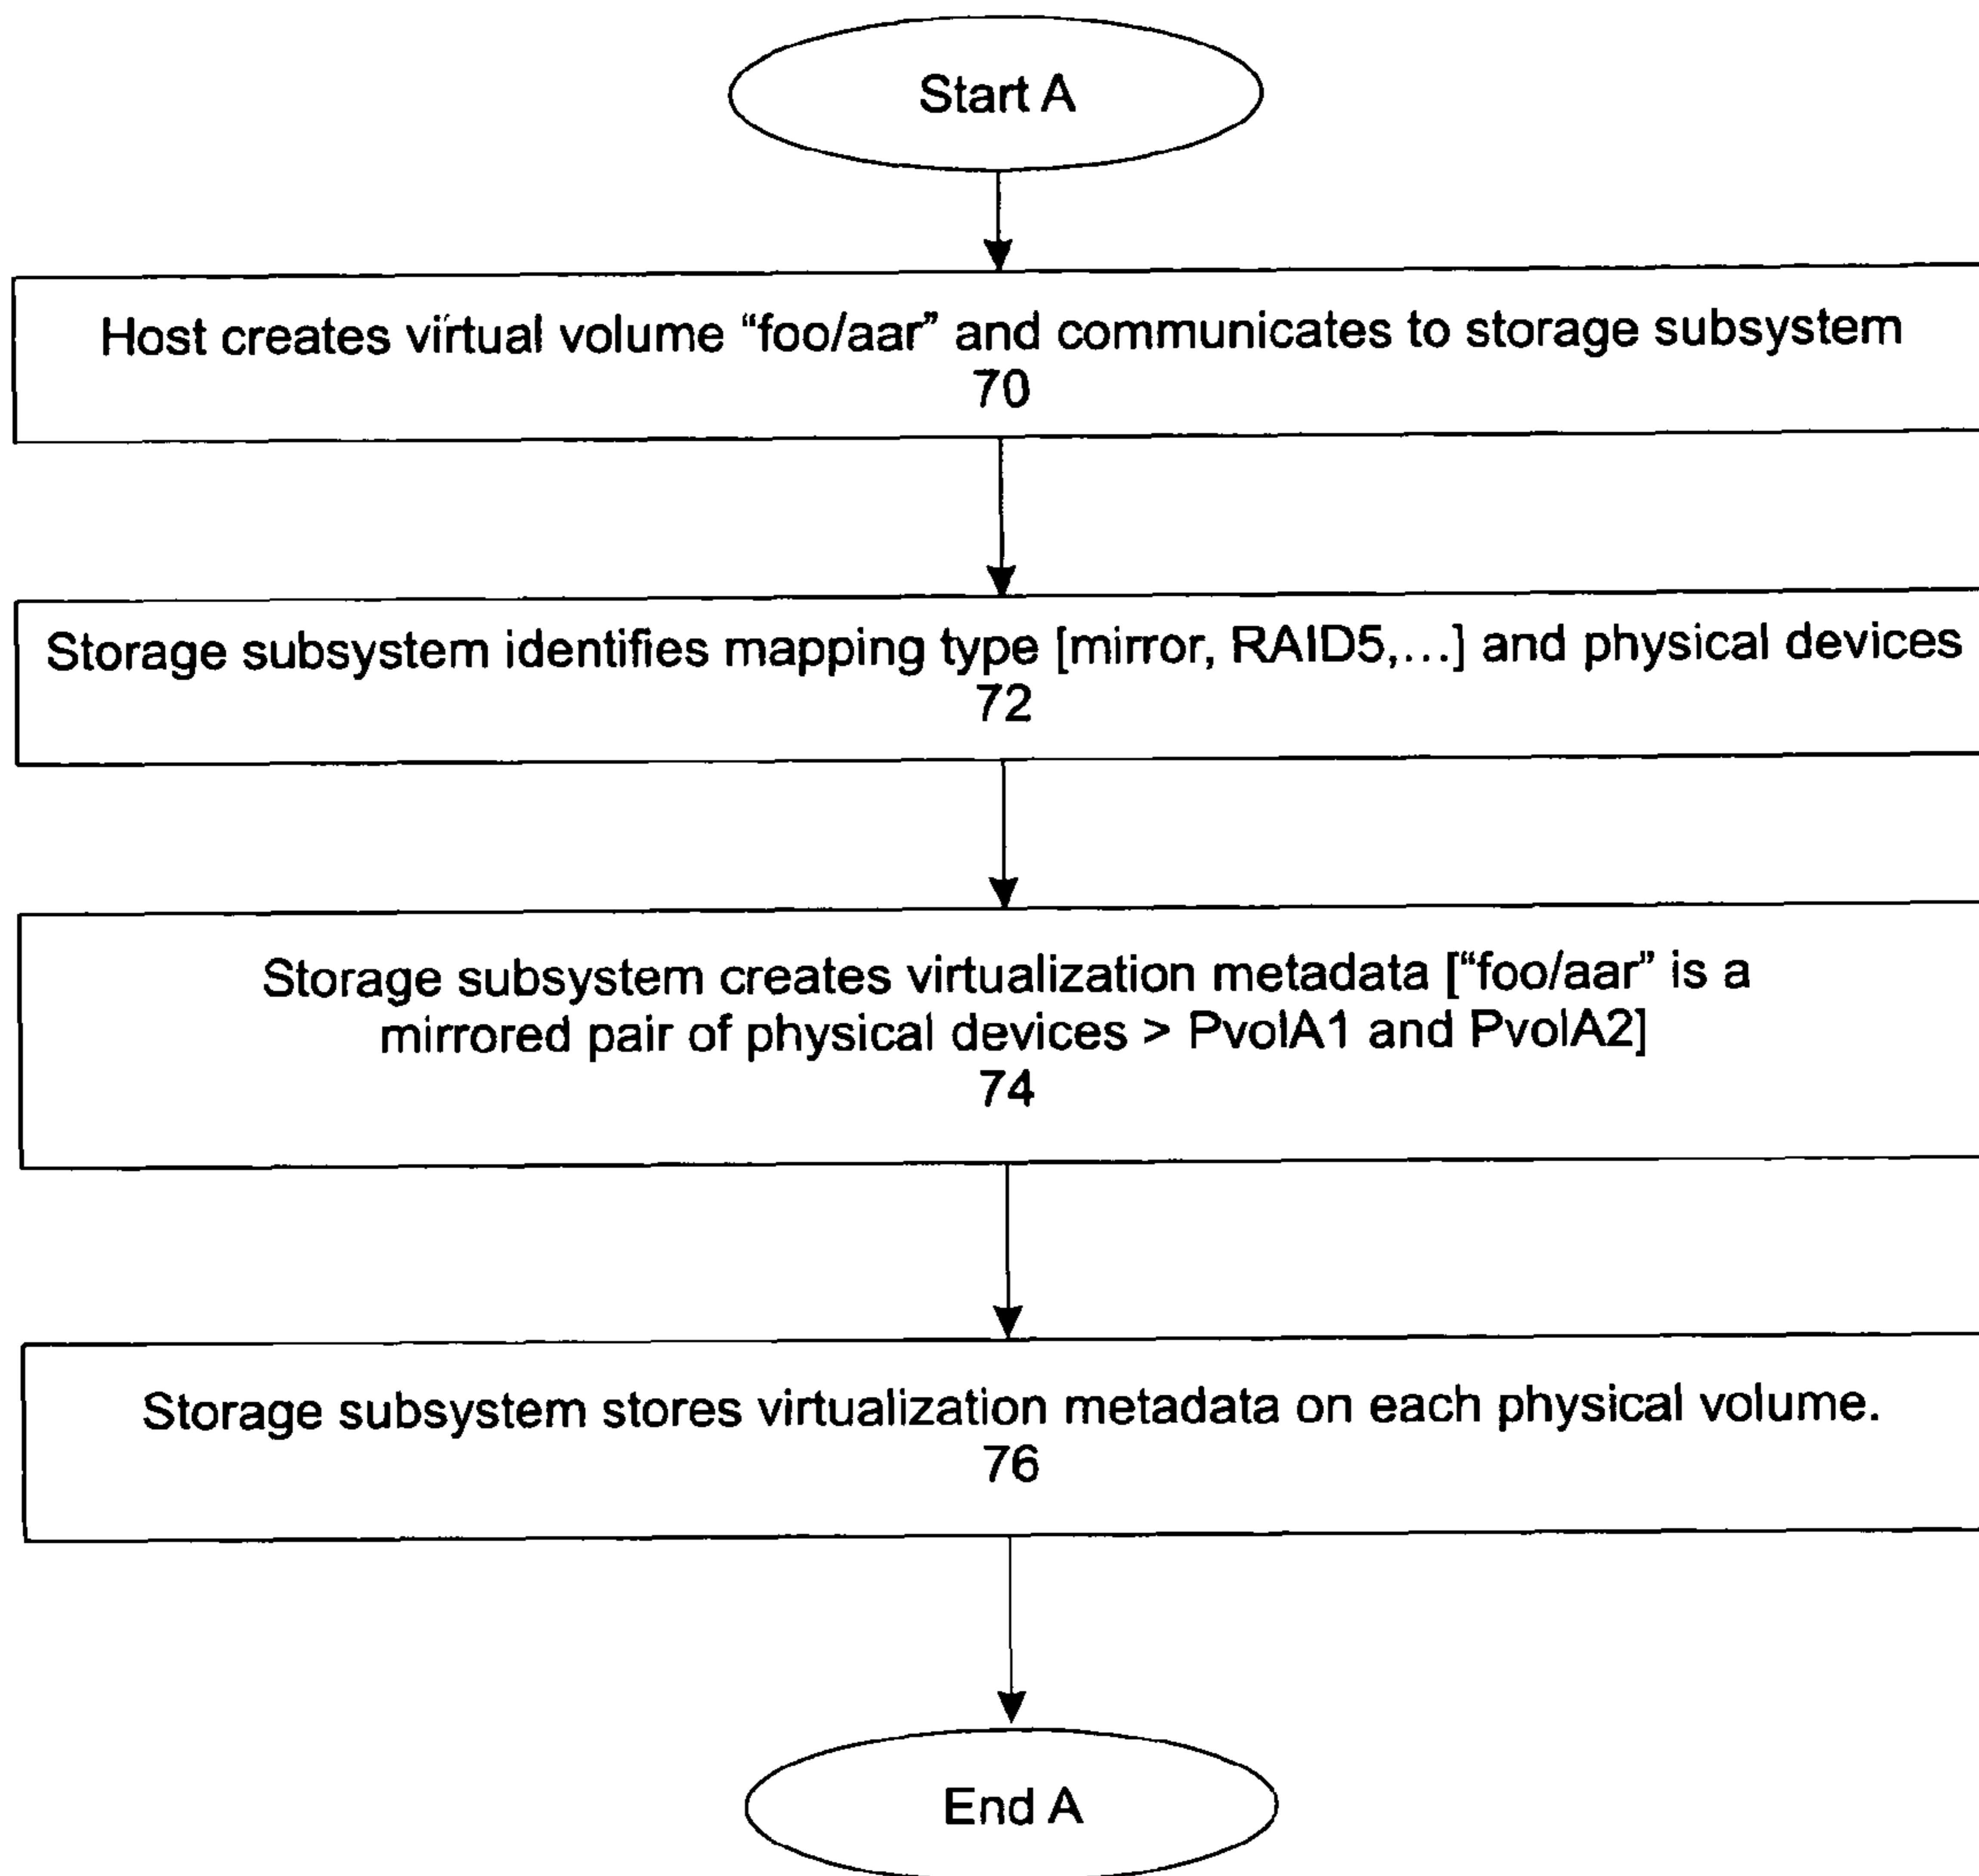 Start A
Host creates virtual volume “foo/aar” and communicates to storage subsystem
70
Storage subsystem identifies mapping type [mirror, RAID5,...] and physical devices
72
Storage subsystem creates virtualization metadata [“foo/aar” is a
mirrored pair of physical devices > PvolA1 and PvolA2]
74
Storage subsystem stores virtualization metadata on each physical volume.
76
End A